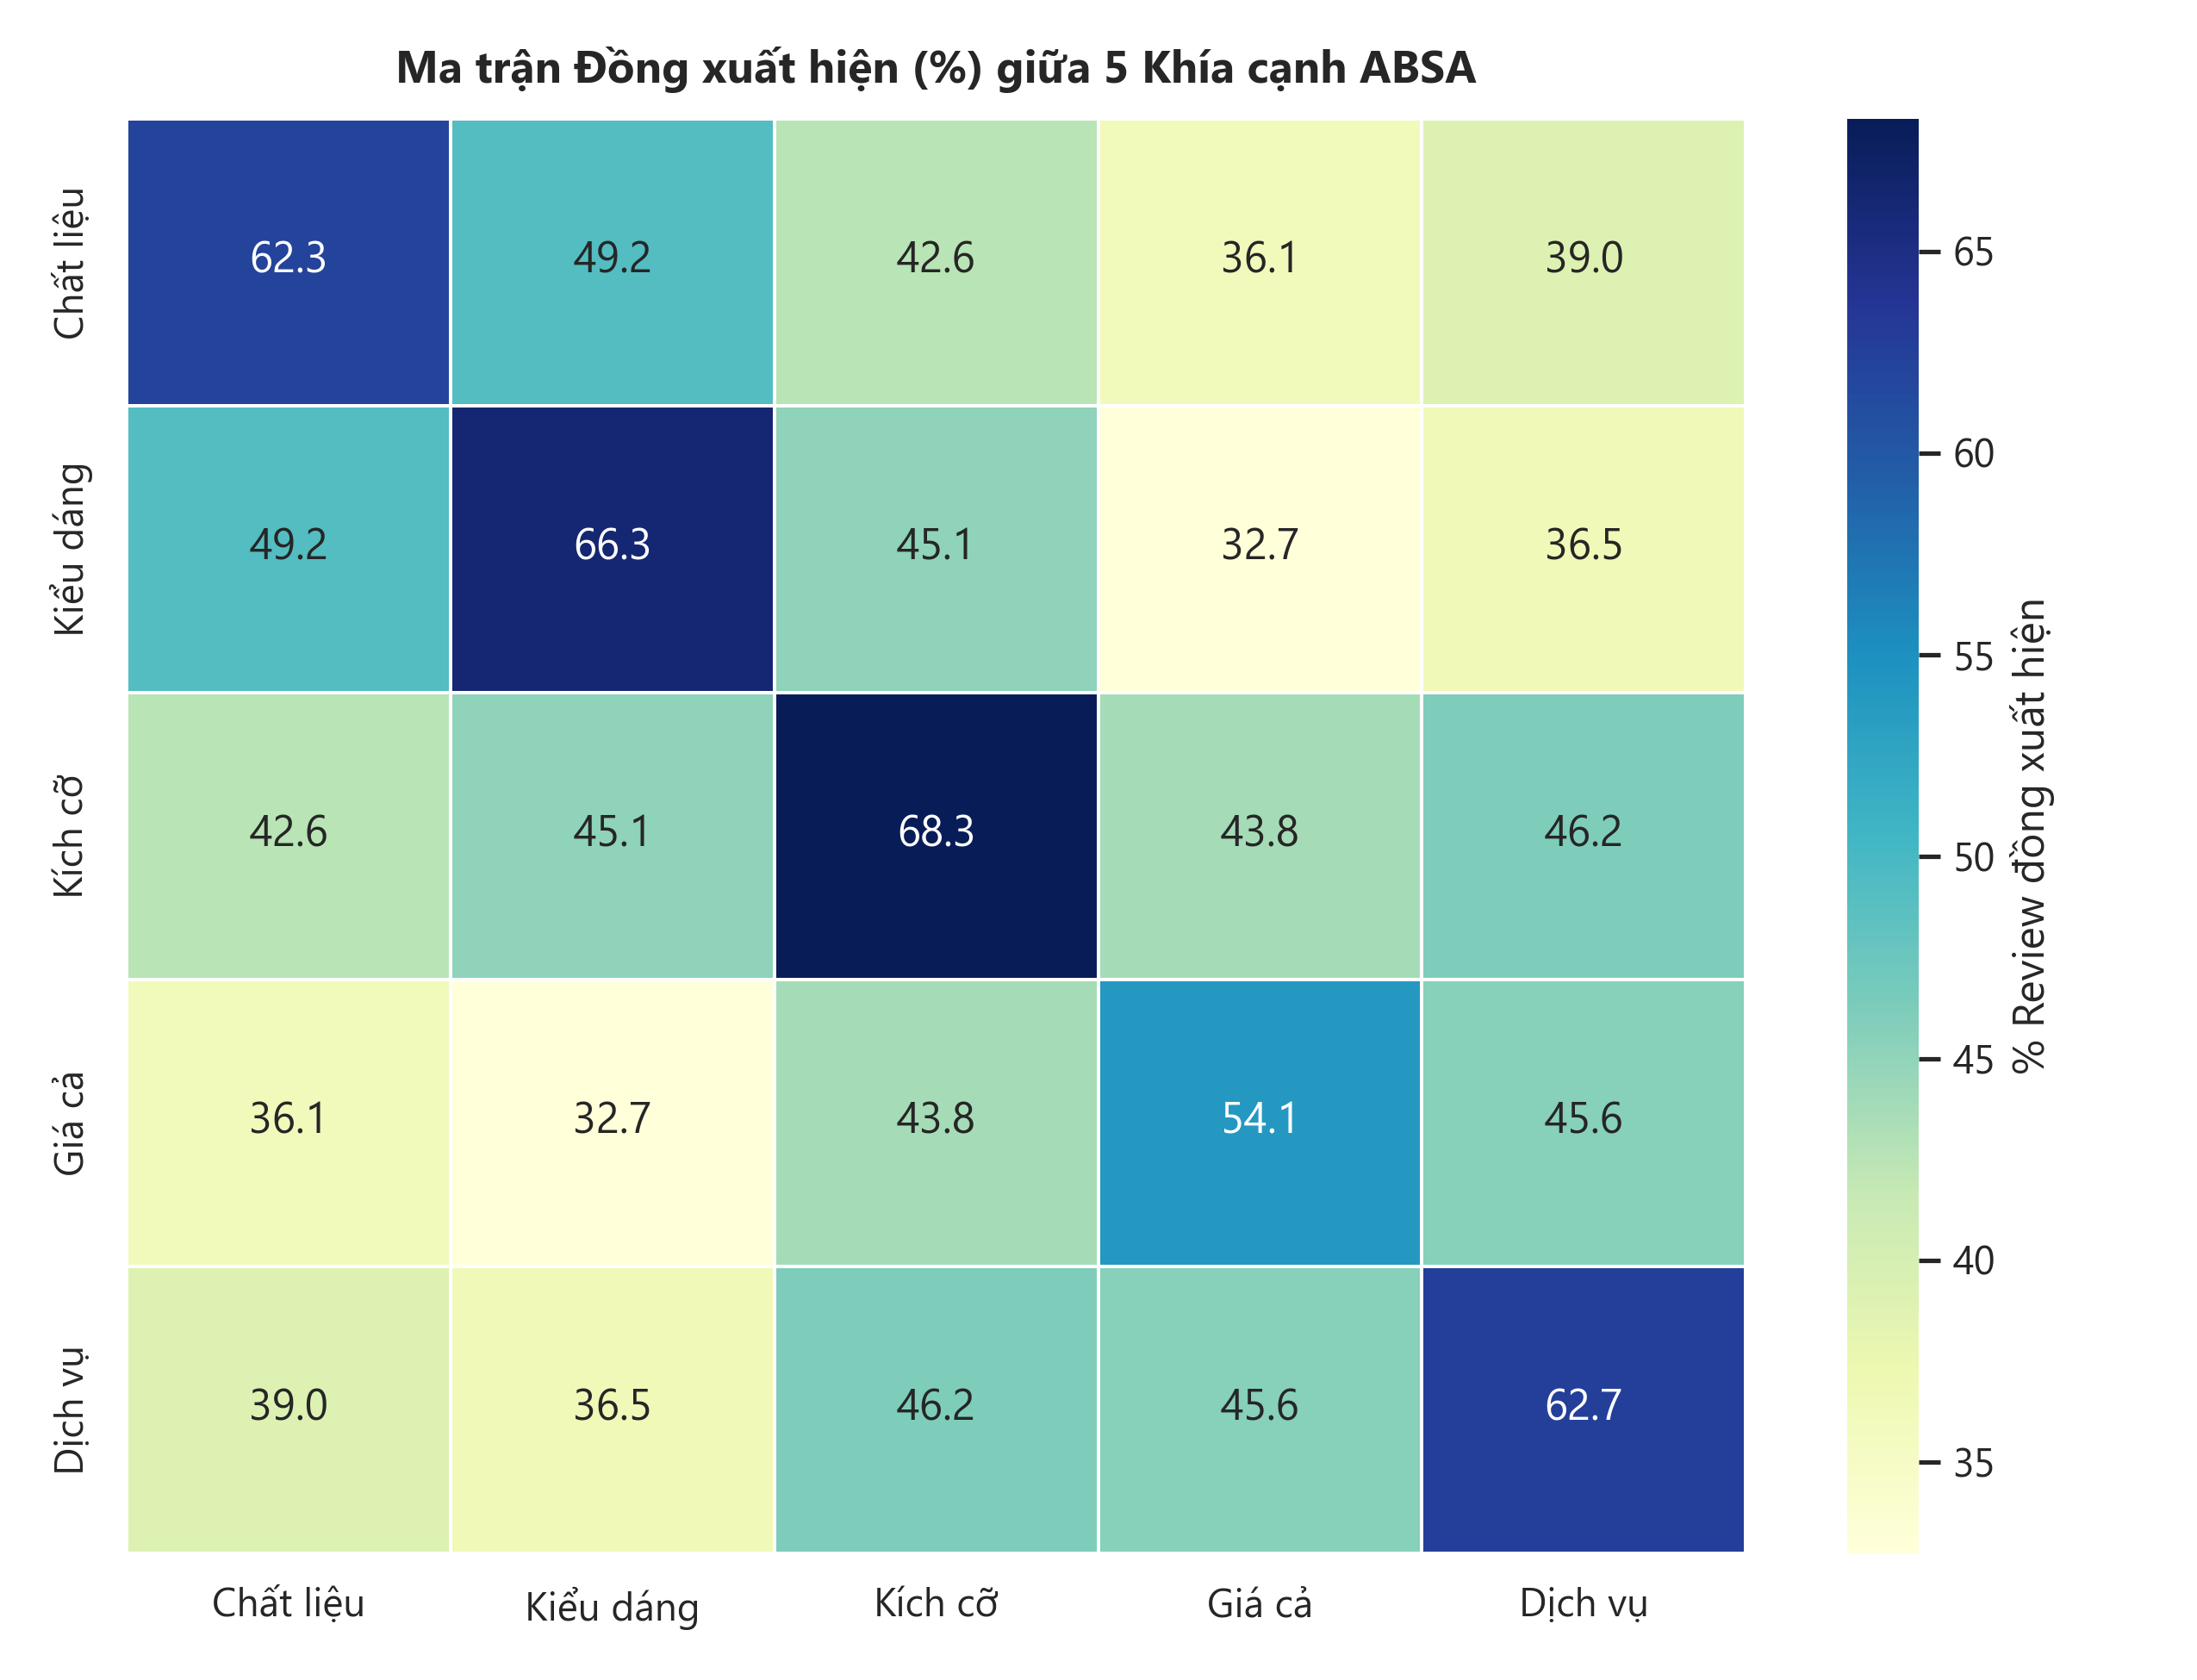 Ma trận Đồng xuất hiện (%) giữa 5 Khía cạnh ABSA
Chất liệu
62.3 49.2 42.6 36.1 39.0
Kiểu dáng
49.2 66.3 45.1 32.7 36.5
Kích cỡ
42.6 45.1 68.3 43.8 46.2
Giá cả
36.1 32.7 43.8 54.1 45.6
Dịch vụ
39.0 36.5 46.2 45.6 62.7
Chất liệu Kiểu dáng Kích cỡ Giá cả Dịch vụ
65
60
55
50
45
40
35
% Review đồng xuất hiện